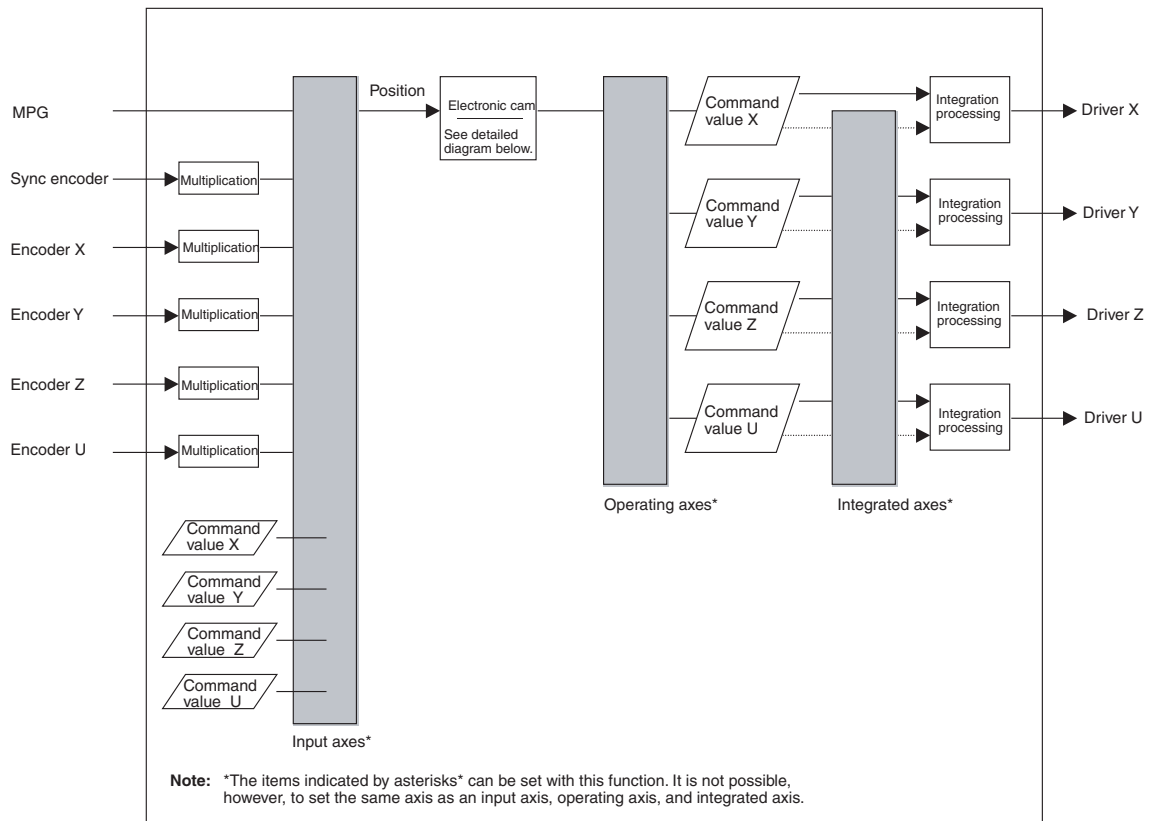 MPG
Sync encoder
Encoder X
Encoder Y
Encoder Z
Encoder U
Multiplication
Multiplication
Multiplication
Multiplication
Multiplication
Command
value X
Command
value Y
Command
value Z
Command
value U
Input axes*
Position
Electronic cam
See detailed
diagram below.
Operating axes*
Command
value X
Command
value Y
Command
value Z
Command
value U
Integrated axes*
Integration
processing
Integration
processing
Integration
processing
Integration
processing
Driver X
Driver Y
Driver Z
Driver U
Note: *The items indicated by asterisks* can be set with this function. It is not possible,
however, to set the same axis as an input axis, operating axis, and integrated axis.